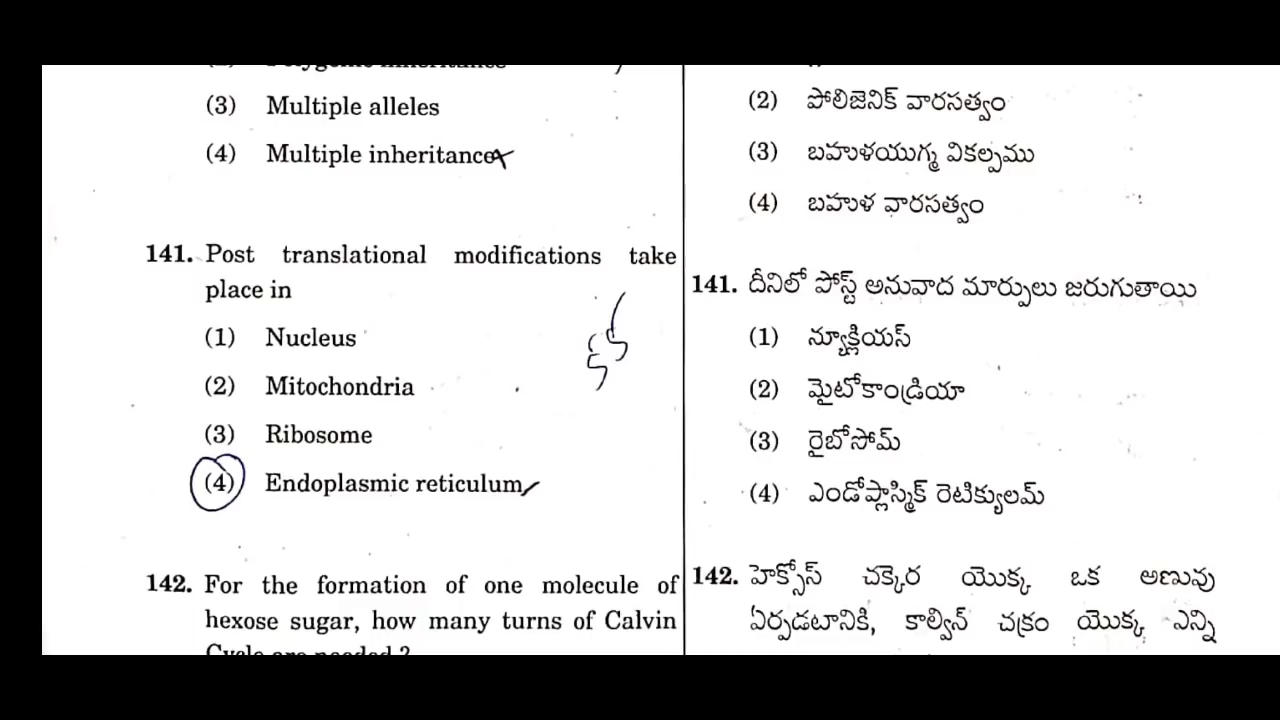 (3) Multiple alleles
(4) Multiple inheritance
141. Post translational modifications take
place in
(1) Nucleus
(2) Mitochondria
(3) Ribosome
(4) Endoplasmic reticulum
142. For the formation of one molecule of
hexose sugar, how many turns of Calvin
Cycle are needed ?
(2) పోలిజెనిక్ వారసత్వం
(3) బహుళయుగ్మ వికల్పము
(4) బహుళ వారసత్వం
141. దీనిలో పోస్ట్ అనువాద మార్పులు జరుగుతాయి
(1) న్యూక్లియస్
(2) మైటోకాండ్రియా
(3) రైబోసోమ్
(4) ఎండోప్లాస్మిక్ రెటిక్యులమ్
142. హెక్సోస్ చక్కెర యొక్క ఒక అణువు
ఏర్పడటానికి, కాల్విన్ చక్రం యొక్క ఎన్ని